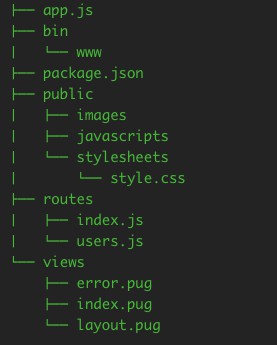 ├── app.js
├── bin
│   └── www
├── package.json
├── public
│   ├── images
│   ├── javascripts
│   └── stylesheets
│       └── style.css
├── routes
│   ├── index.js
│   └── users.js
└── views
    ├── error.pug
    ├── index.pug
    └── layout.pug